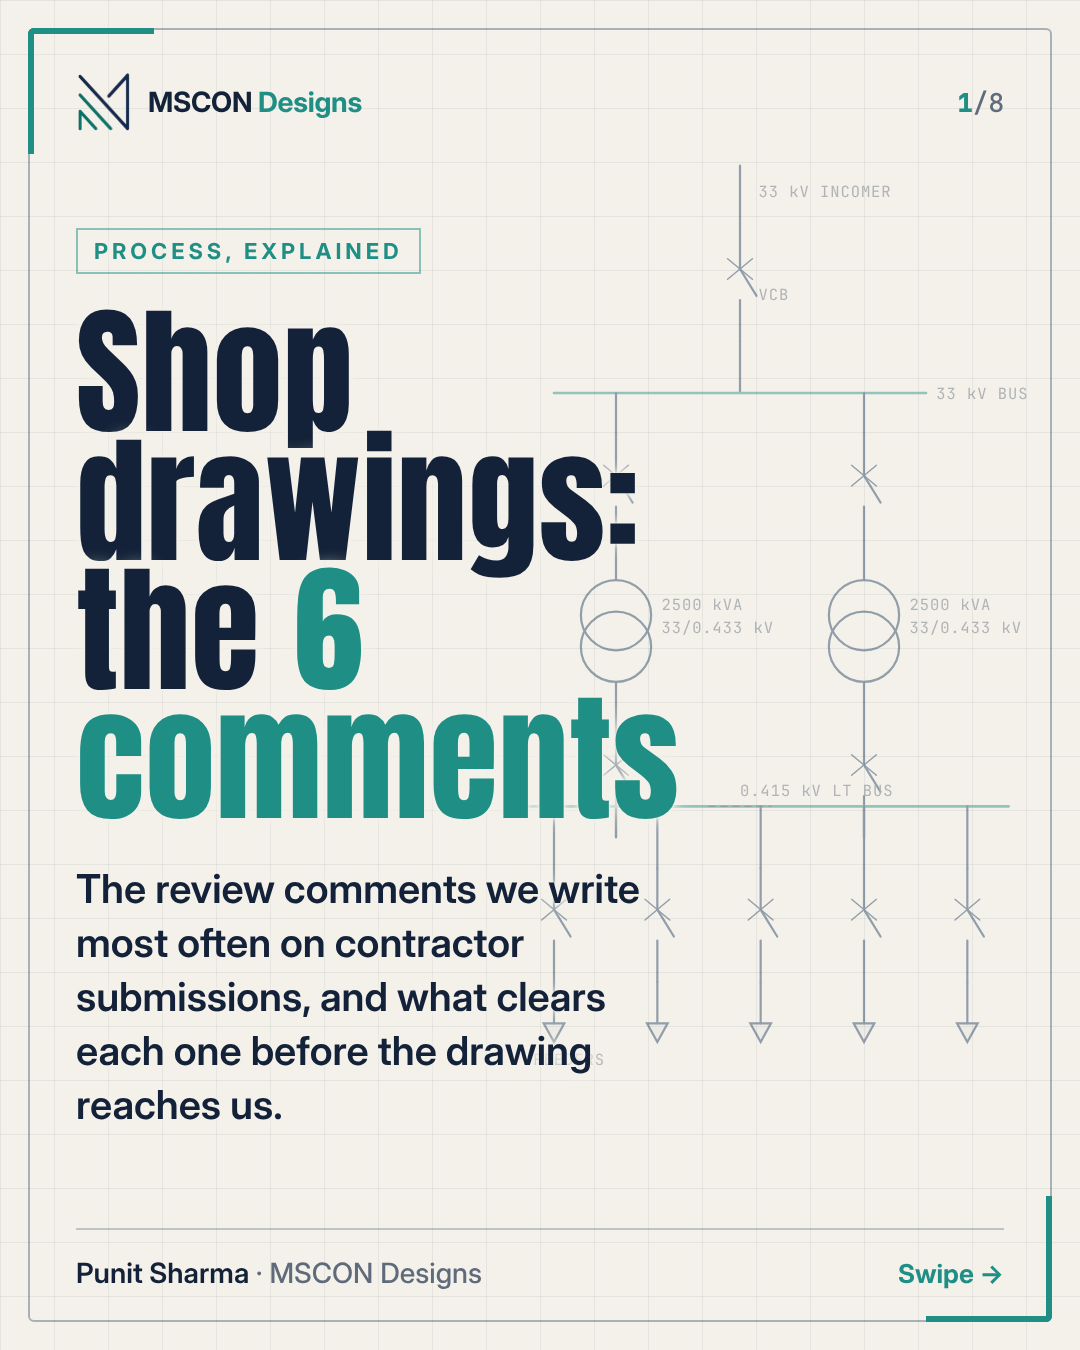 MSCON Designs
1/8
33 kV INCOMER
PROCESS, EXPLAINED
VCB
Shop
33 kV BUS
drawings:
the 6
2500 kVA
33/0.433 kV
2500 kVA
33/0.433 kV
comments
0.415 kV LT BUS
The review comments we write
most often on contractor
submissions, and what clears
each one before the drawing
reaches us.
Punit Sharma · MSCON Designs
Swipe →